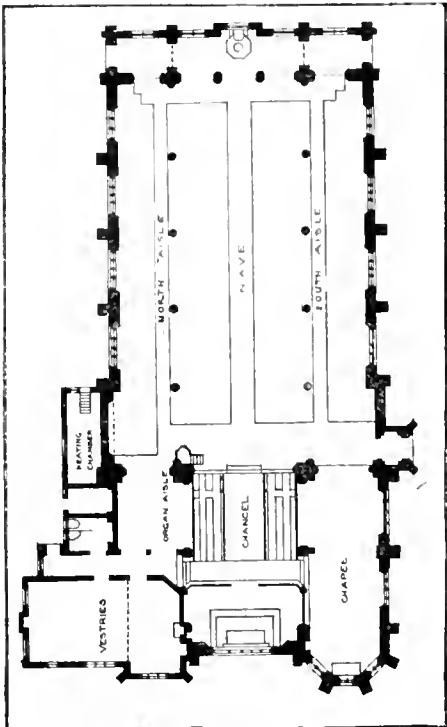 NORTH AISLE
NAVE
SOUTH AISLE
HEATING
CHAMBER
ORGAN AISLE
CHANCEL
CHAPEL
VESTRIES